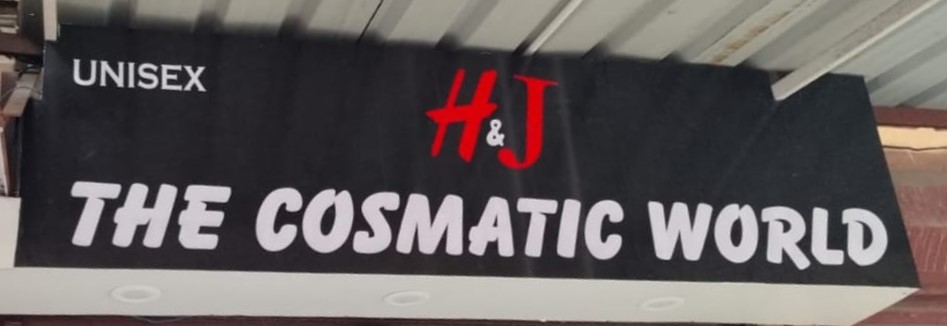 UNISEX
H&J
THE COSMATIC WORLD